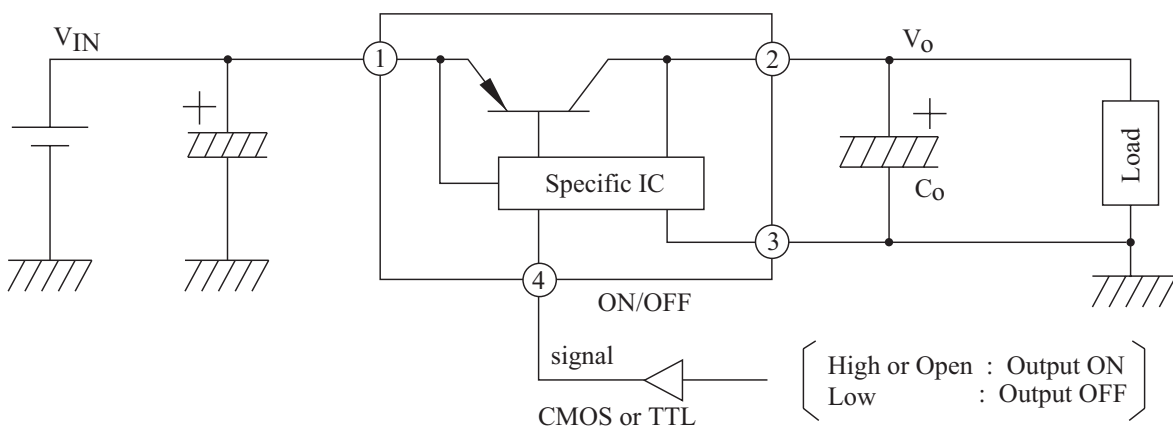 VIN
1
2
Vo
+
+
Specific IC
Co
Load
3
4
ON/OFF
signal
CMOS or TTL
High or Open : Output ON
Low : Output OFF